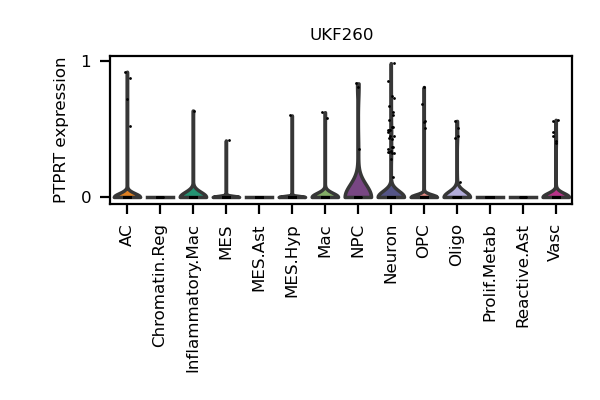 UKF260
PTPRT expression
1
0
AC
Chromatin.Reg
Inflammatory.Mac
MES
MES.Ast
MES.Hyp
Mac
NPC
Neuron
OPC
Oligo
Prolif.Metab
Reactive.Ast
Vasc